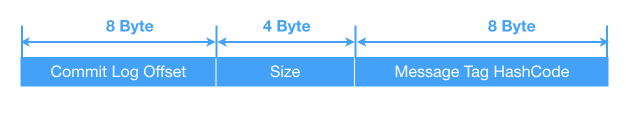 8 Byte 4 Byte 8 Byte
Commit Log Offset Size Message Tag HashCode